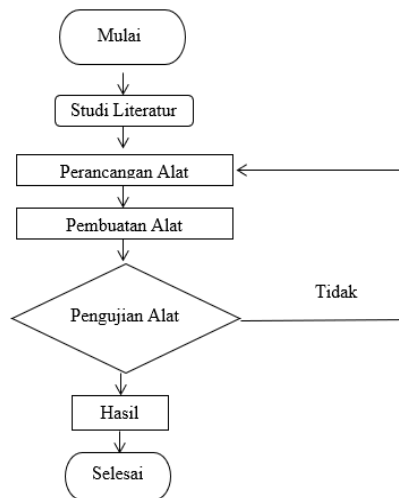 Mulai
Studi Literatur
Perancangan Alat
Pembuatan Alat
Tidak
Pengujian Alat
Hasil
Selesai